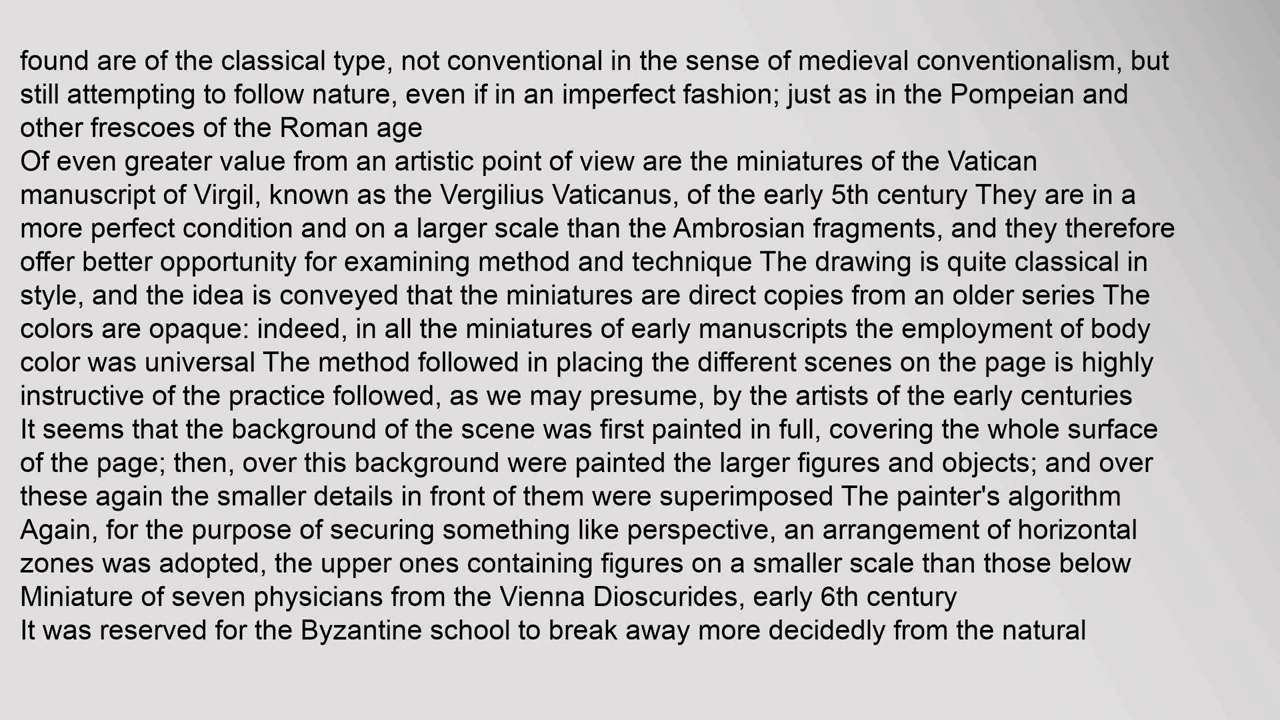 found are of the classical type, not conventional in the sense of medieval conventionalism, but
still attempting to follow nature, even if in an imperfect fashion; just as in the Pompeian and
other frescoes of the Roman age
Of even greater value from an artistic point of view are the miniatures of the Vatican
manuscript of Virgil, known as the Vergilius Vaticanus, of the early 5th century They are in a
more perfect condition and on a larger scale than the Ambrosian fragments, and they therefore
offer better opportunity for examining method and technique The drawing is quite classical in
style, and the idea is conveyed that the miniatures are direct copies from an older series The
colors are opaque: indeed, in all the miniatures of early manuscripts the employment of body
color was universal The method followed in placing the different scenes on the page is highly
instructive of the practice followed, as we may presume, by the artists of the early centuries
It seems that the background of the scene was first painted in full, covering the whole surface
of the page; then, over this background were painted the larger figures and objects; and over
these again the smaller details in front of them were superimposed The painter's algorithm
Again, for the purpose of securing something like perspective, an arrangement of horizontal
zones was adopted, the upper ones containing figures on a smaller scale than those below
Miniature of seven physicians from the Vienna Dioscurides, early 6th century
It was reserved for the Byzantine school to break away more decidedly from the natural